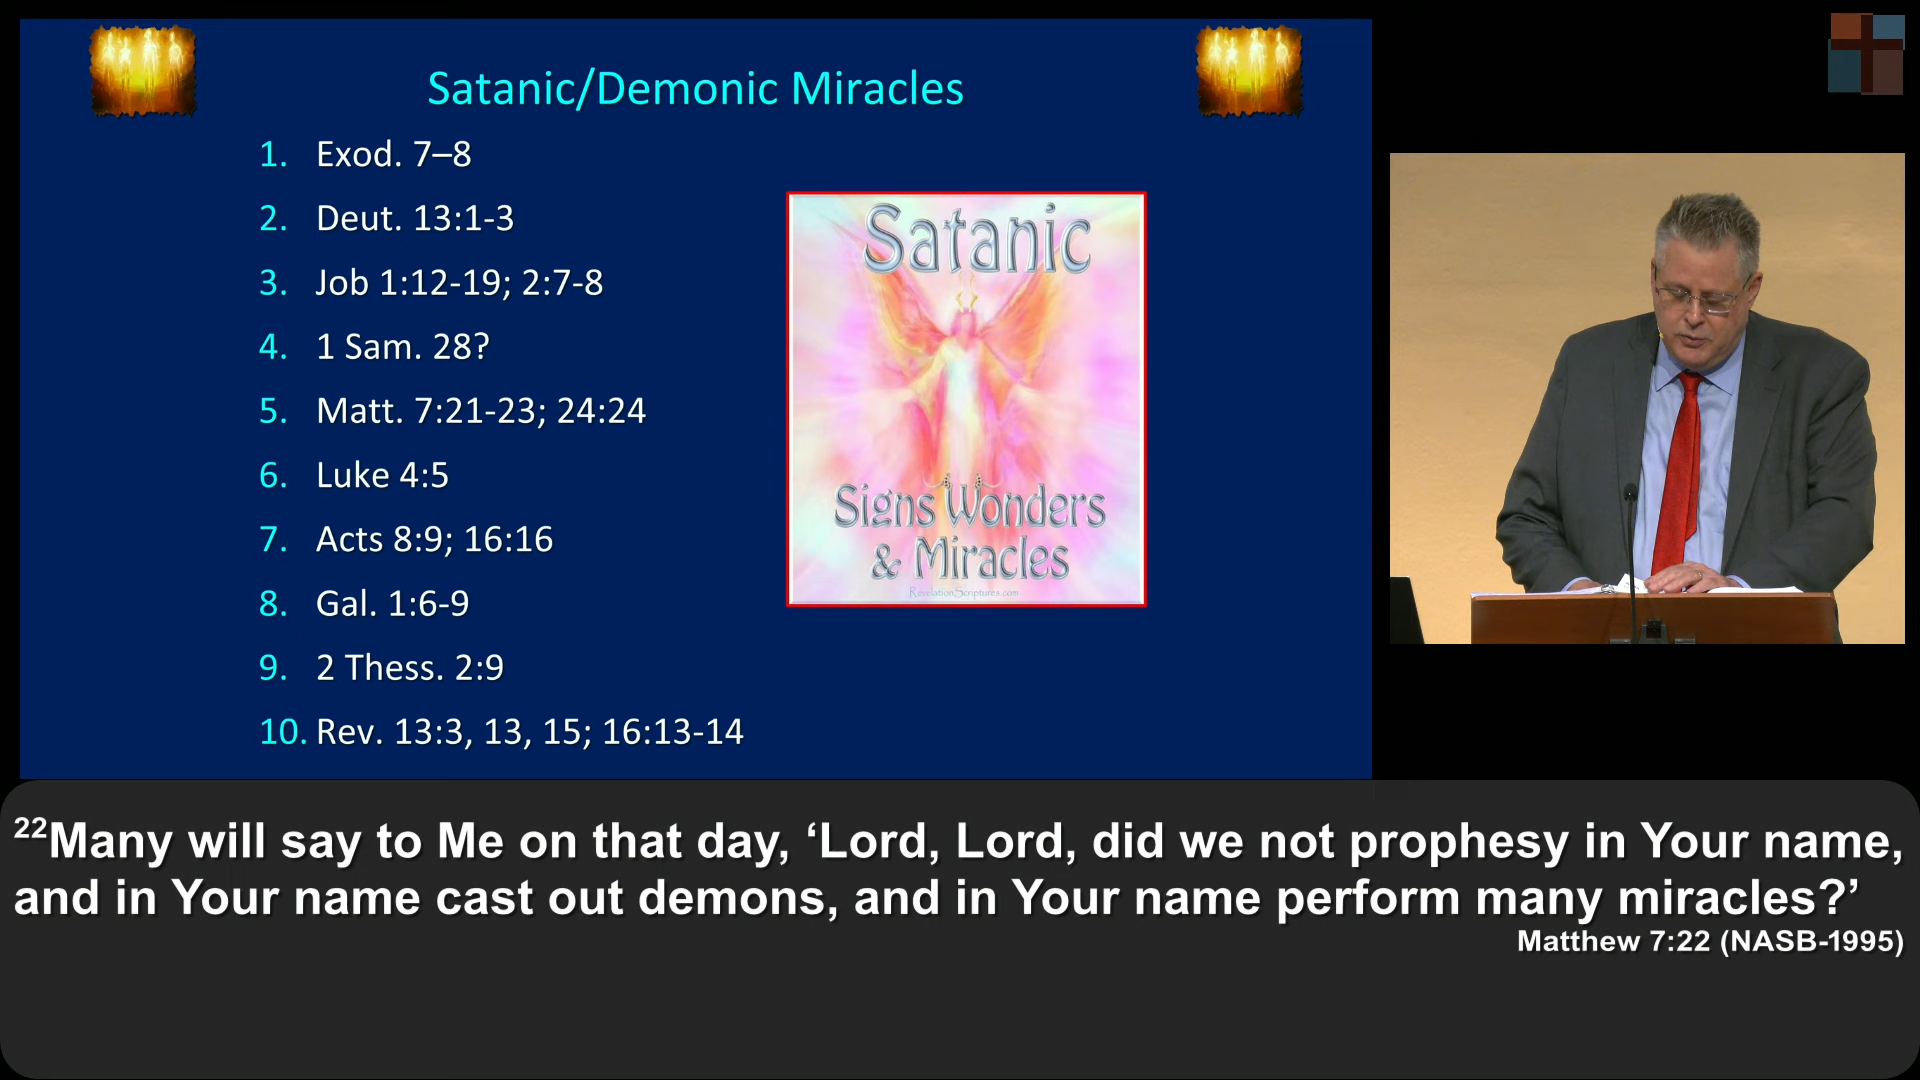 Satanic/Demonic Miracles
1. Exod. 7–8
2. Deut. 13:1-3
3. Job 1:12-19; 2:7-8
4. 1 Sam. 28?
5. Matt. 7:21-23; 24:24
6. Luke 4:5
7. Acts 8:9; 16:16
8. Gal. 1:6-9
9. 2 Thess. 2:9
10. Rev. 13:3, 13, 15; 16:13-14
Satanic
Signs Wonders
& Miracles
RevelationScriptures.com
22Many will say to Me on that day, ‘Lord, Lord, did we not prophesy in Your name,
and in Your name cast out demons, and in Your name perform many miracles?’
Matthew 7:22 (NASB-1995)